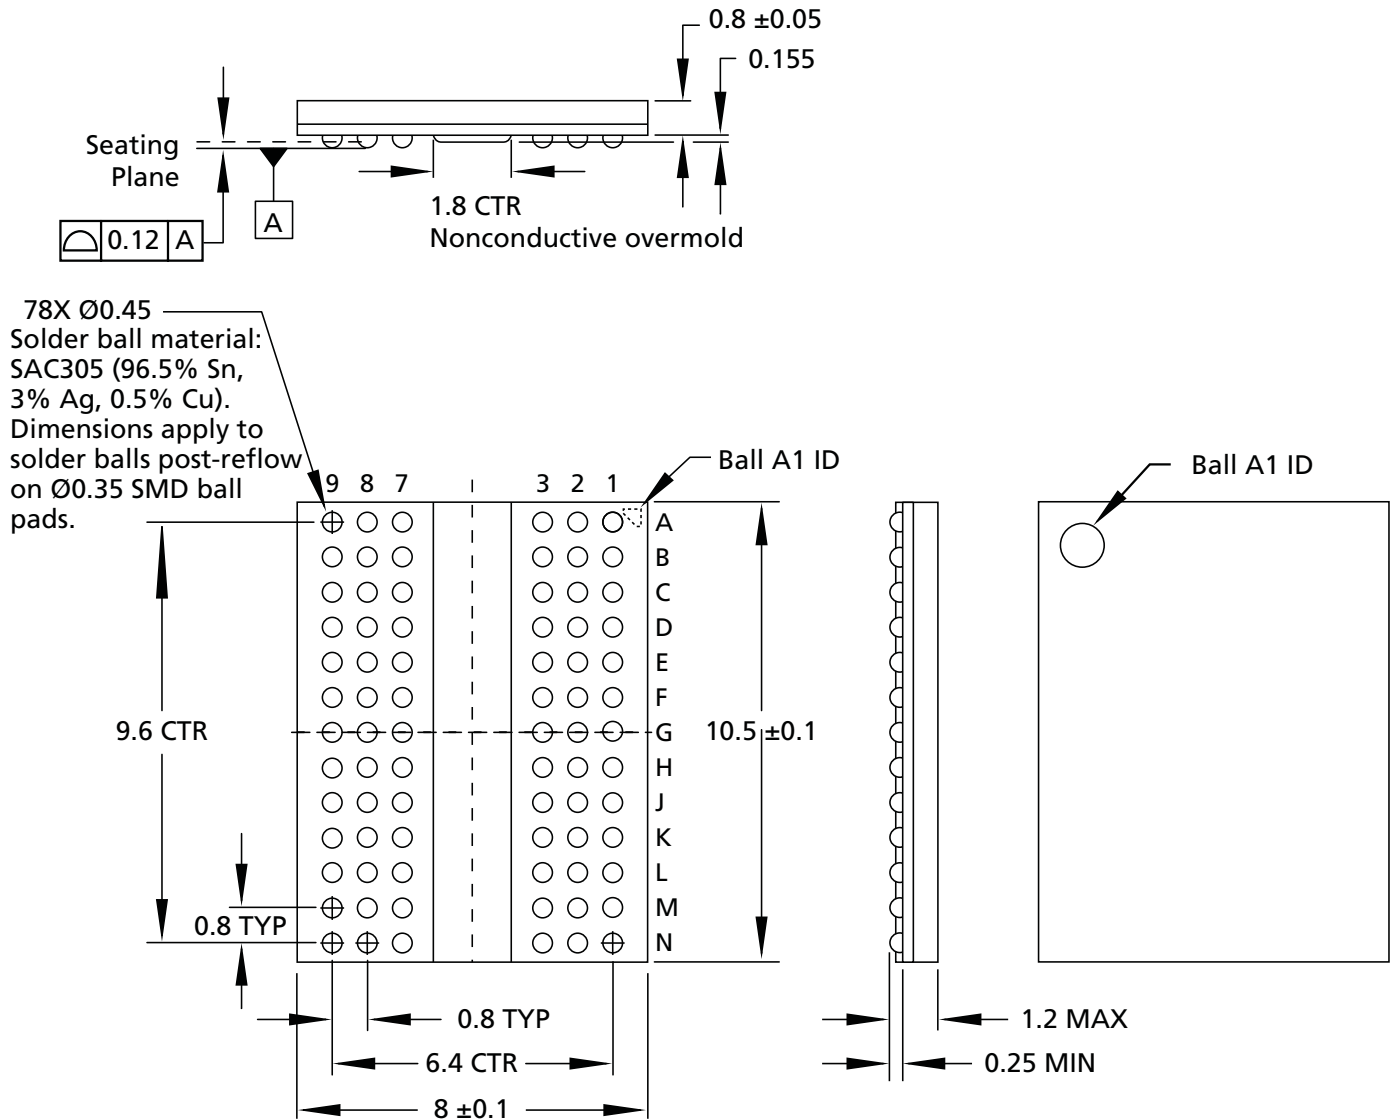 0.8 ±0.05
0.155
Seating
Plane
0.12 A
A
1.8 CTR
Nonconductive overmold
78X Ø0.45
Solder ball material:
SAC305 (96.5% Sn,
3% Ag, 0.5% Cu).
Dimensions apply to
solder balls post-reflow
on Ø0.35 SMD ball
pads.
9 8 7 3 2 1
Ball A1 ID
Ball A1 ID
A
B
C
D
E
F
G
H
J
K
L
M
N
9.6 CTR
10.5 ±0.1
0.8 TYP
0.8 TYP
6.4 CTR
8 ±0.1
1.2 MAX
0.25 MIN